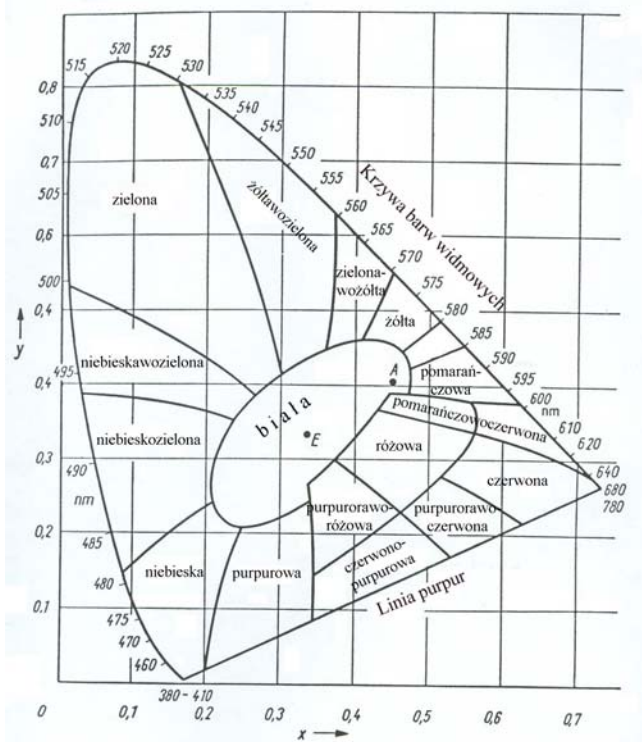 515
520
525
530
535
540
545
550
555
560
565
570
575
580
585
590
595
600
nm
610
620
640
680
780
Krzywa barw widmowych
0,8
510
0,7
505
0,6
500
0,4
y
495
0,4
0,3
490
nm
0,2
485
480
0,1
475
470
460
380 - 410
zielona
żółtawozielona
zielona-
wożółta
żółta
pomarań-
czowa
pomarańczowoczerwona
niebieskawozielona
niebieskozielona
biała
A
E
różowa
czerwona
purpurawo-
różowa
purpurawo-
czerwona
czerwono-
purpurowa
niebieska
purpurowa
Linia purpur
0
0,1
0,2
0,3
0,4
0,5
0,6
0,7
x